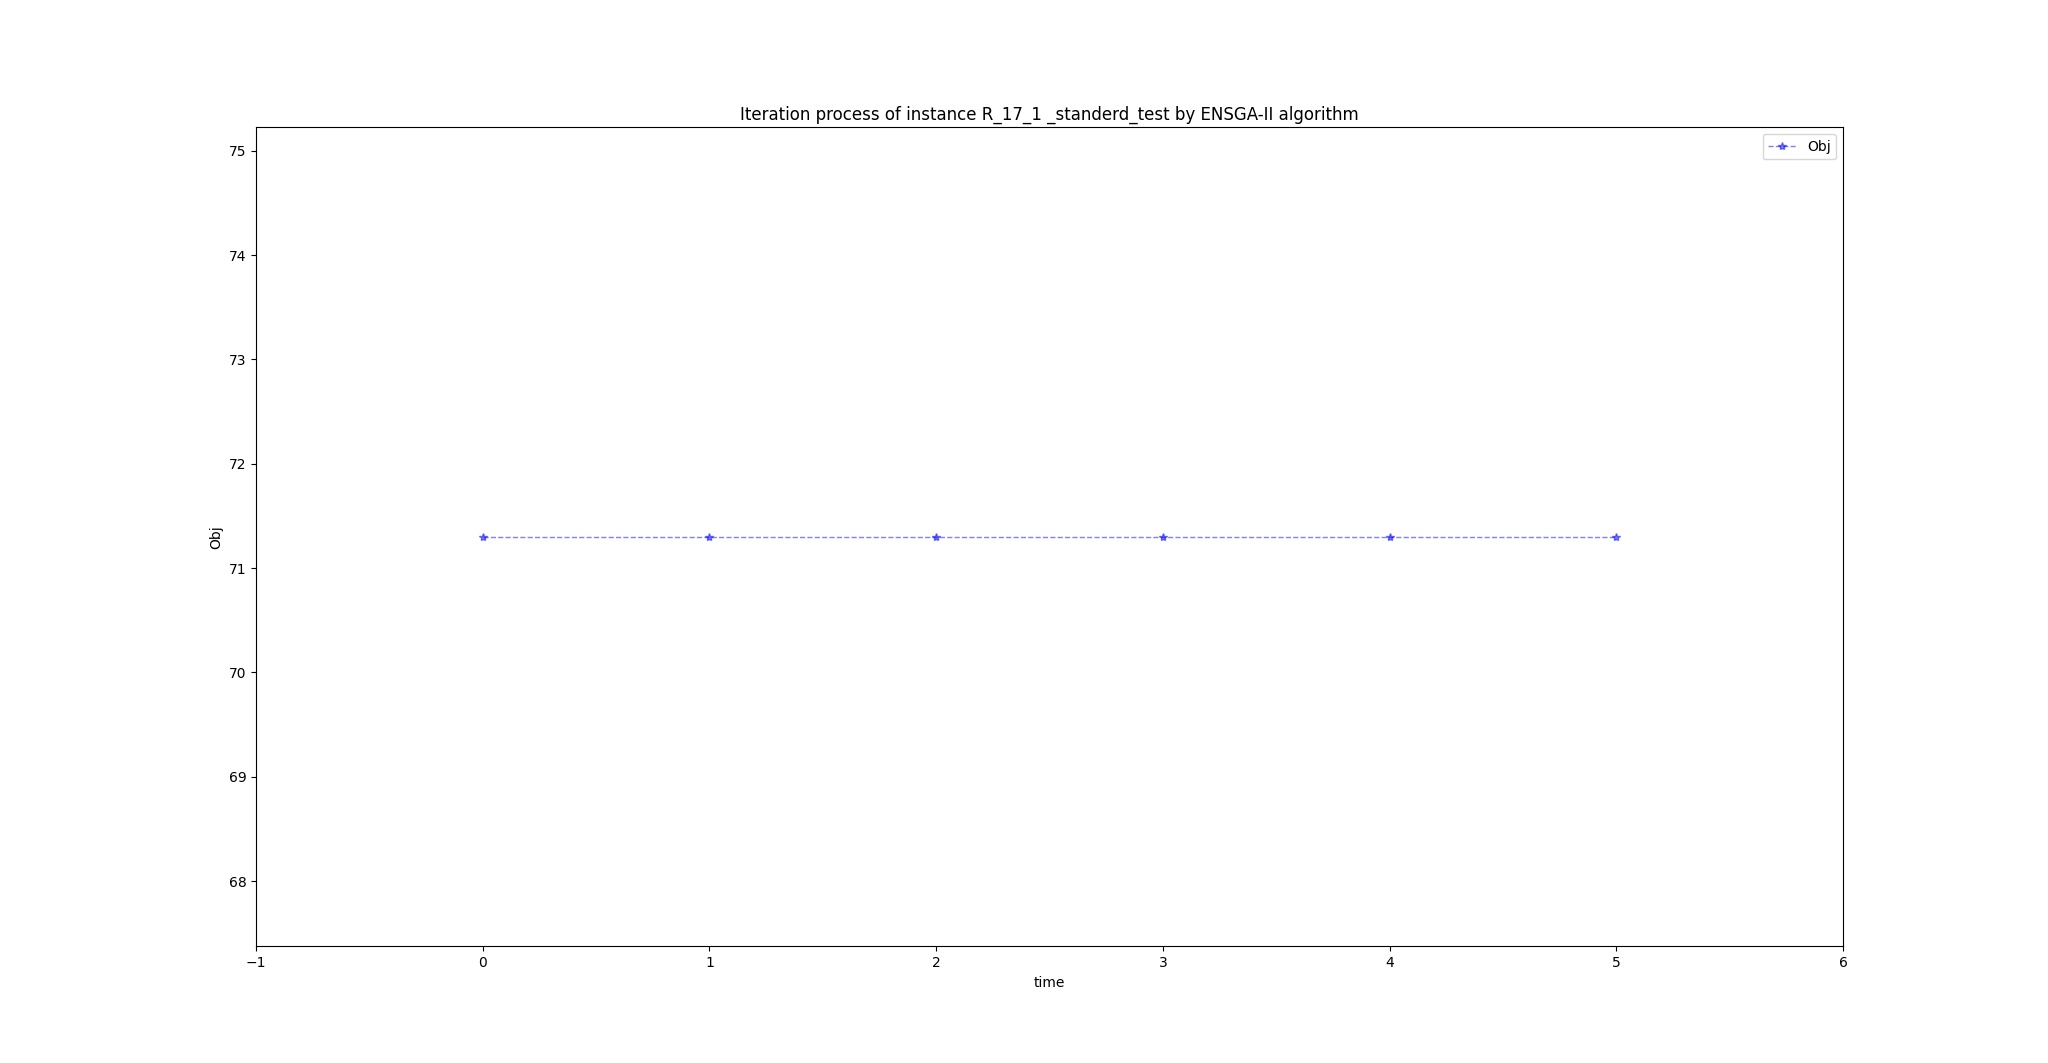 Iteration process of instance R_17_1 _standerd_test by ENSGA-II algorithm
Obj
75
74
73
72
71
70
69
68
Obj
−1 0 1 2 3 4 5 6
time